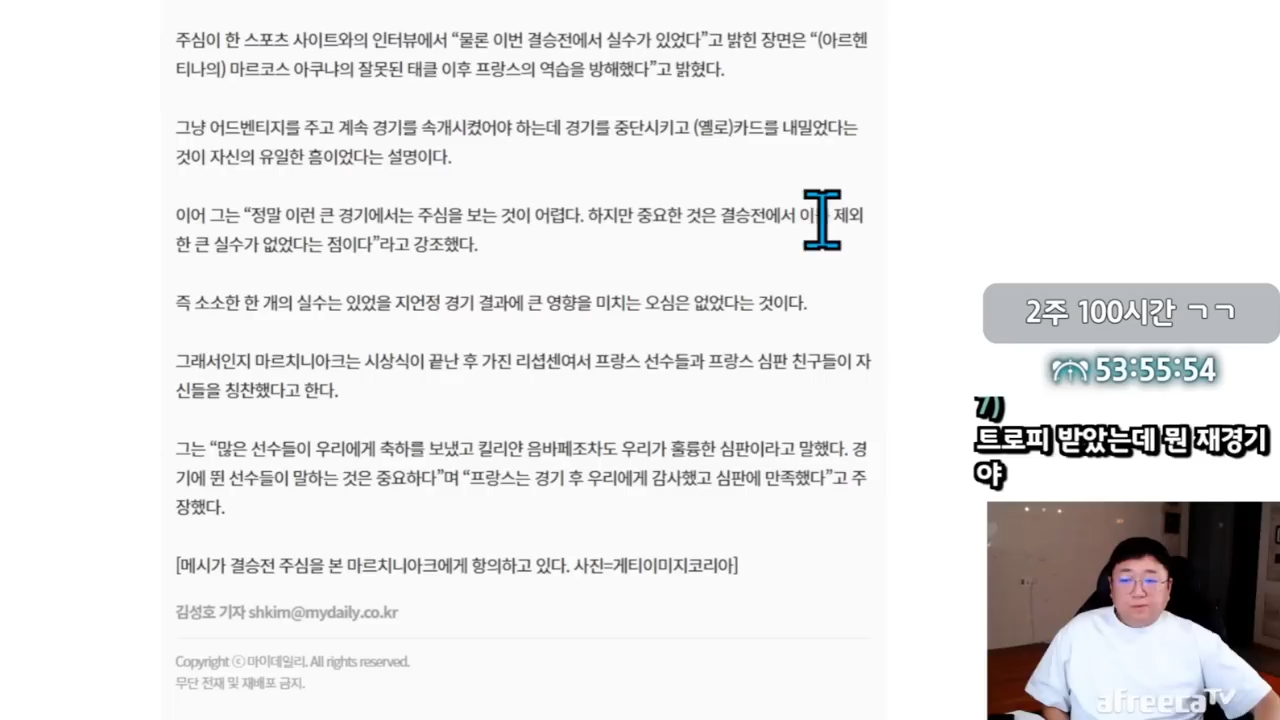 주심이 한 스포츠 사이트와의 인터뷰에서 “물론 이번 결승전에서 실수가 있었다”고 밝힌 장면은 “(아르헨
티나의) 마르코스 아쿠냐의 잘못된 태클 이후 프랑스의 역습을 방해했다”고 밝혔다.
그냥 어드벤티지를 주고 계속 경기를 속개시켰어야 하는데 경기를 중단시키고 (옐로)카드를 내밀었다는
것이 자신의 유일한 흠이었다는 설명이다.
이어 그는 “정말 이런 큰 경기에서는 주심을 보는 것이 어렵다. 하지만 중요한 것은 결승전에서 제외
한 큰 실수가 없었다는 점이다”라고 강조했다.
즉 소소한 한 개의 실수는 있었을 지언정 경기 결과에 큰 영향을 미치는 오심은 없었다는 것이다.
그래서인지 마르치니아크는 시상식이 끝난 후 가진 리셉센여서 프랑스 선수들과 프랑스 심판 친구들이 자
신들을 칭찬했다고 한다.
그는 “많은 선수들이 우리에게 축하를 보냈고 킬리얀 음바페조차도 우리가 훌륭한 심판이라고 말했다. 경
기에 뛴 선수들이 말하는 것은 중요하다”며 “프랑스는 경기 후 우리에게 감사했고 심판에 만족했다”고 주
장했다.
[메시가 결승전 주심을 본 마르치니아크에게 항의하고 있다. 사진=게티이미지코리아]
김성호 기자 shkim@mydaily.co.kr
Copyright ⓒ 마이데일리. All rights reserved.
무단 전재 및 재배포 금지.
2주 100시간 ㄱㄱ
53:55:54
트로피 받았는데 뭔 재경기
야
afreecaTV